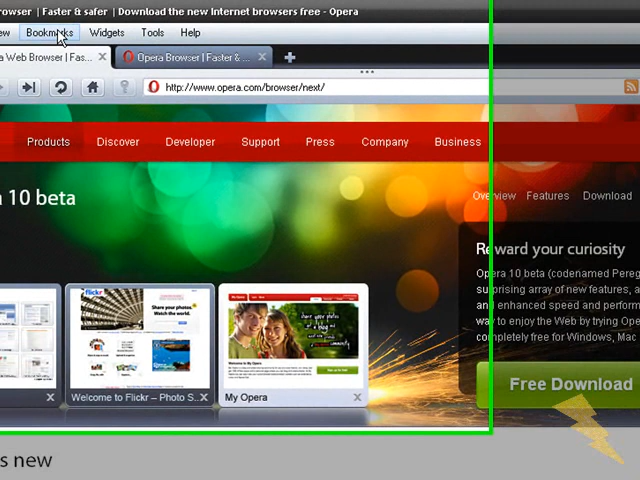 rowser | Faster & safer | Download the new Internet browsers free - Opera
ew Bookmarks Widgets Tools Help
a Web Browser | Fas... Opera Browser | Faster & ...
http://www.opera.com/browser/next/
Products Discover Developer Support Press Company Business
a 10 beta
Overview Features Download
Reward your curiosity
Opera 10 beta (codenamed Pereg
surprising array of new features, a
and enhanced speed and perform
way to enjoy the Web by trying Ope
completely free for Windows, Mac
flickr
Share your photos.
Watch the world.
My Opera
Welcome to Flickr – Photo S...
My Opera
Free Download
s new